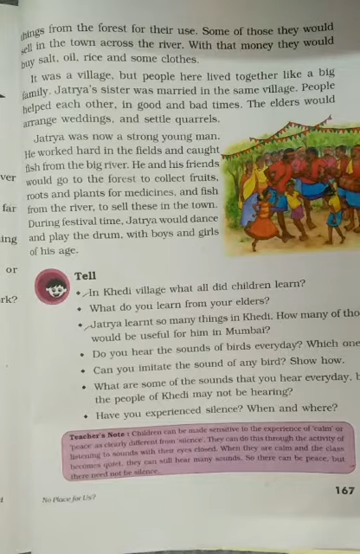 things from the forest for their use. Some of those they would
sell in the town across the river. With that money they would
buy salt, oil, rice and some clothes.
It was a village, but people here lived together like a big
family. Jatrya's sister was married in the same village. People
helped each other, in good and bad times. The elders would
arrange weddings, and settle quarrels.
Jatrya was now a strong young man.
He worked hard in the fields and caught
fish from the big river. He and his friends
would go to the forest to collect fruits,
roots and plants for medicines, and fish
from the river, to sell these in the town.
During festival time, Jatrya would dance
and play the drum, with boys and girls
of his age.
ver
far
ing
or
rk?
Tell
• In Khedi village what all did children learn?
• What do you learn from your elders?
• Jatrya learnt so many things in Khedi. How many of tho
would be useful for him in Mumbai?
• Do you hear the sounds of birds everyday? Which one
• Can you imitate the sound of any bird? Show how.
• What are some of the sounds that you hear everyday, b
the people of Khedi may not be hearing?
• Have you experienced silence? When and where?
Teacher's Note : Children can be made sensitive to the experience of 'calm' or
'peace' as clearly different from 'silence'. They can do this through the activity of
listening to sounds with their eyes closed. When they are calm and the class
becomes quiet, they can still hear many sounds. So there can be peace, but
there need not be silence.
No Place for Us?
167